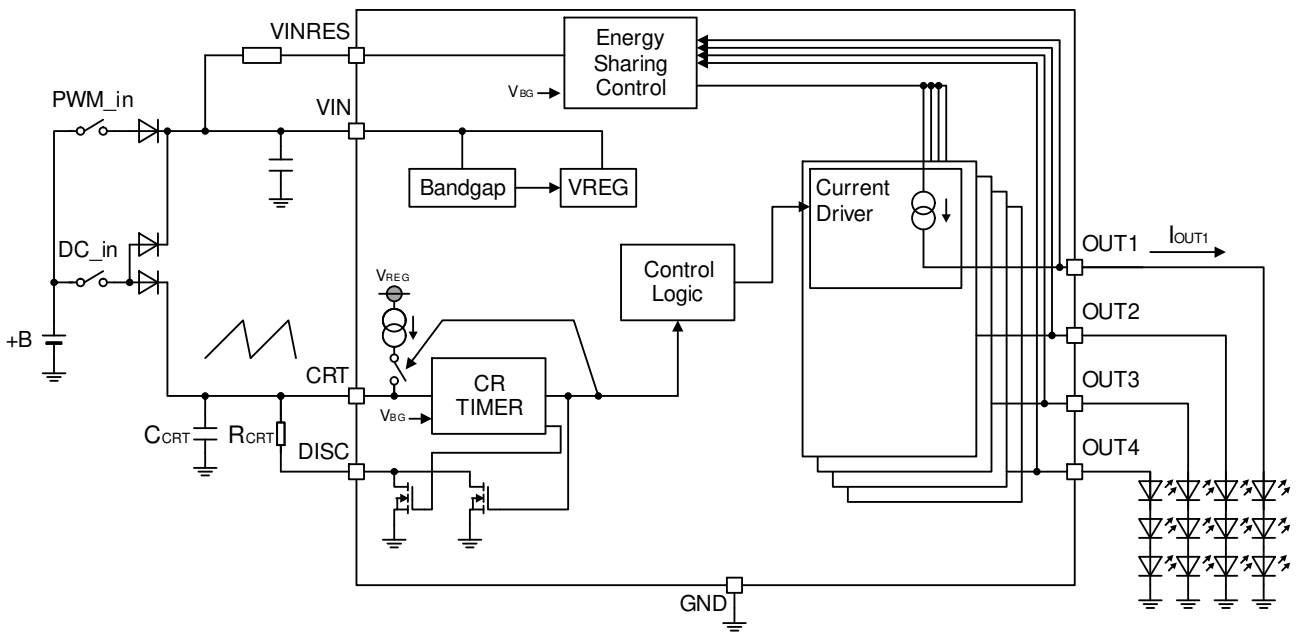 VINRES
Energy
Sharing
Control
VBG
PWM_in
VIN
Bandgap
VREG
Current
Driver
DC_in
OUT1
IOUT1
Control
Logic
VREG
OUT2
+B
CRT
CR
TIMER
VBG
OUT3
CCRT
RCRT
DISC
OUT4
GND